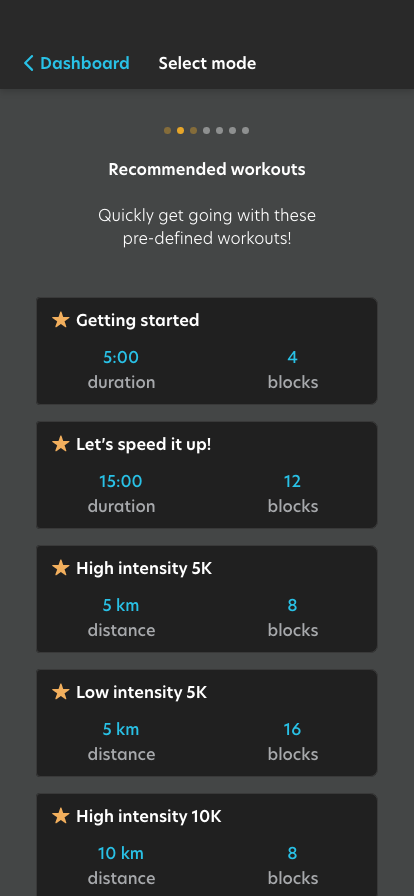 Dashboard Select mode
Recommended workouts
Quickly get going with these
pre-defined workouts!
Getting started
5:00 4
duration blocks
Let's speed it up!
15:00 12
duration blocks
High intensity 5K
5 km 8
distance blocks
Low intensity 5K
5 km 16
distance blocks
High intensity 10K
10 km 8
distance blocks